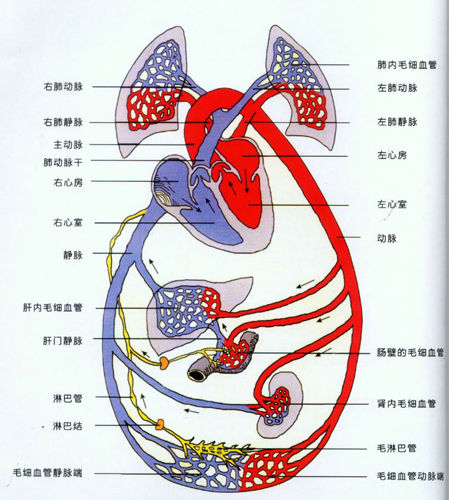 肺内毛细血管
右肺动脉
左肺动脉
右肺静脉
左肺静脉
主动脉
肺动脉干
左心房
右心房
左心室
右心室
动脉
静脉
肝内毛细血管
肝门静脉
肠壁的毛细血管
淋巴管
肾内毛细血管
淋巴结
毛淋巴管
毛细血管静脉端
毛细血管动脉端